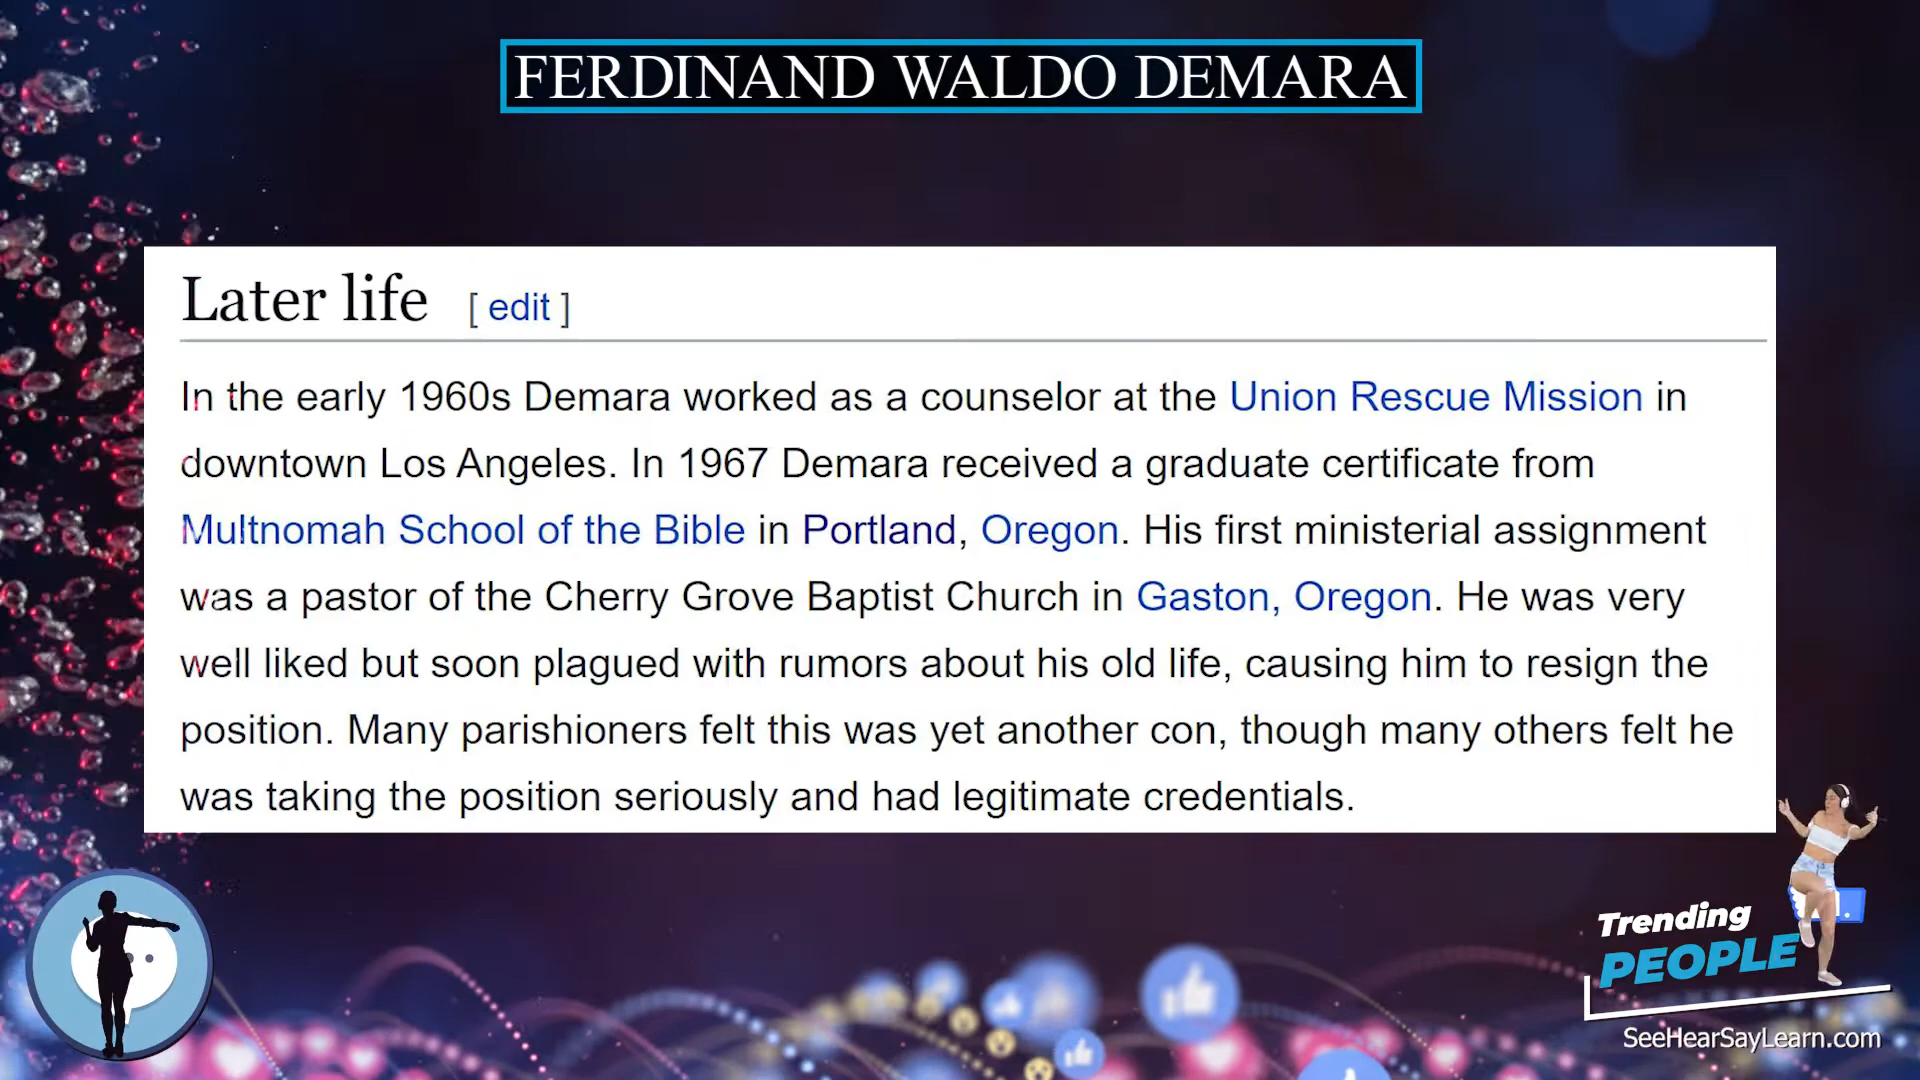 FERDINAND WALDO DEMARA
Later life [ edit ]
In the early 1960s Demara worked as a counselor at the Union Rescue Mission in
downtown Los Angeles. In 1967 Demara received a graduate certificate from
Multnomah School of the Bible in Portland, Oregon. His first ministerial assignment
was a pastor of the Cherry Grove Baptist Church in Gaston, Oregon. He was very
well liked but soon plagued with rumors about his old life, causing him to resign the
position. Many parishioners felt this was yet another con, though many others felt he
was taking the position seriously and had legitimate credentials.
Trending
PEOPLE
SeeHearSayLearn.com